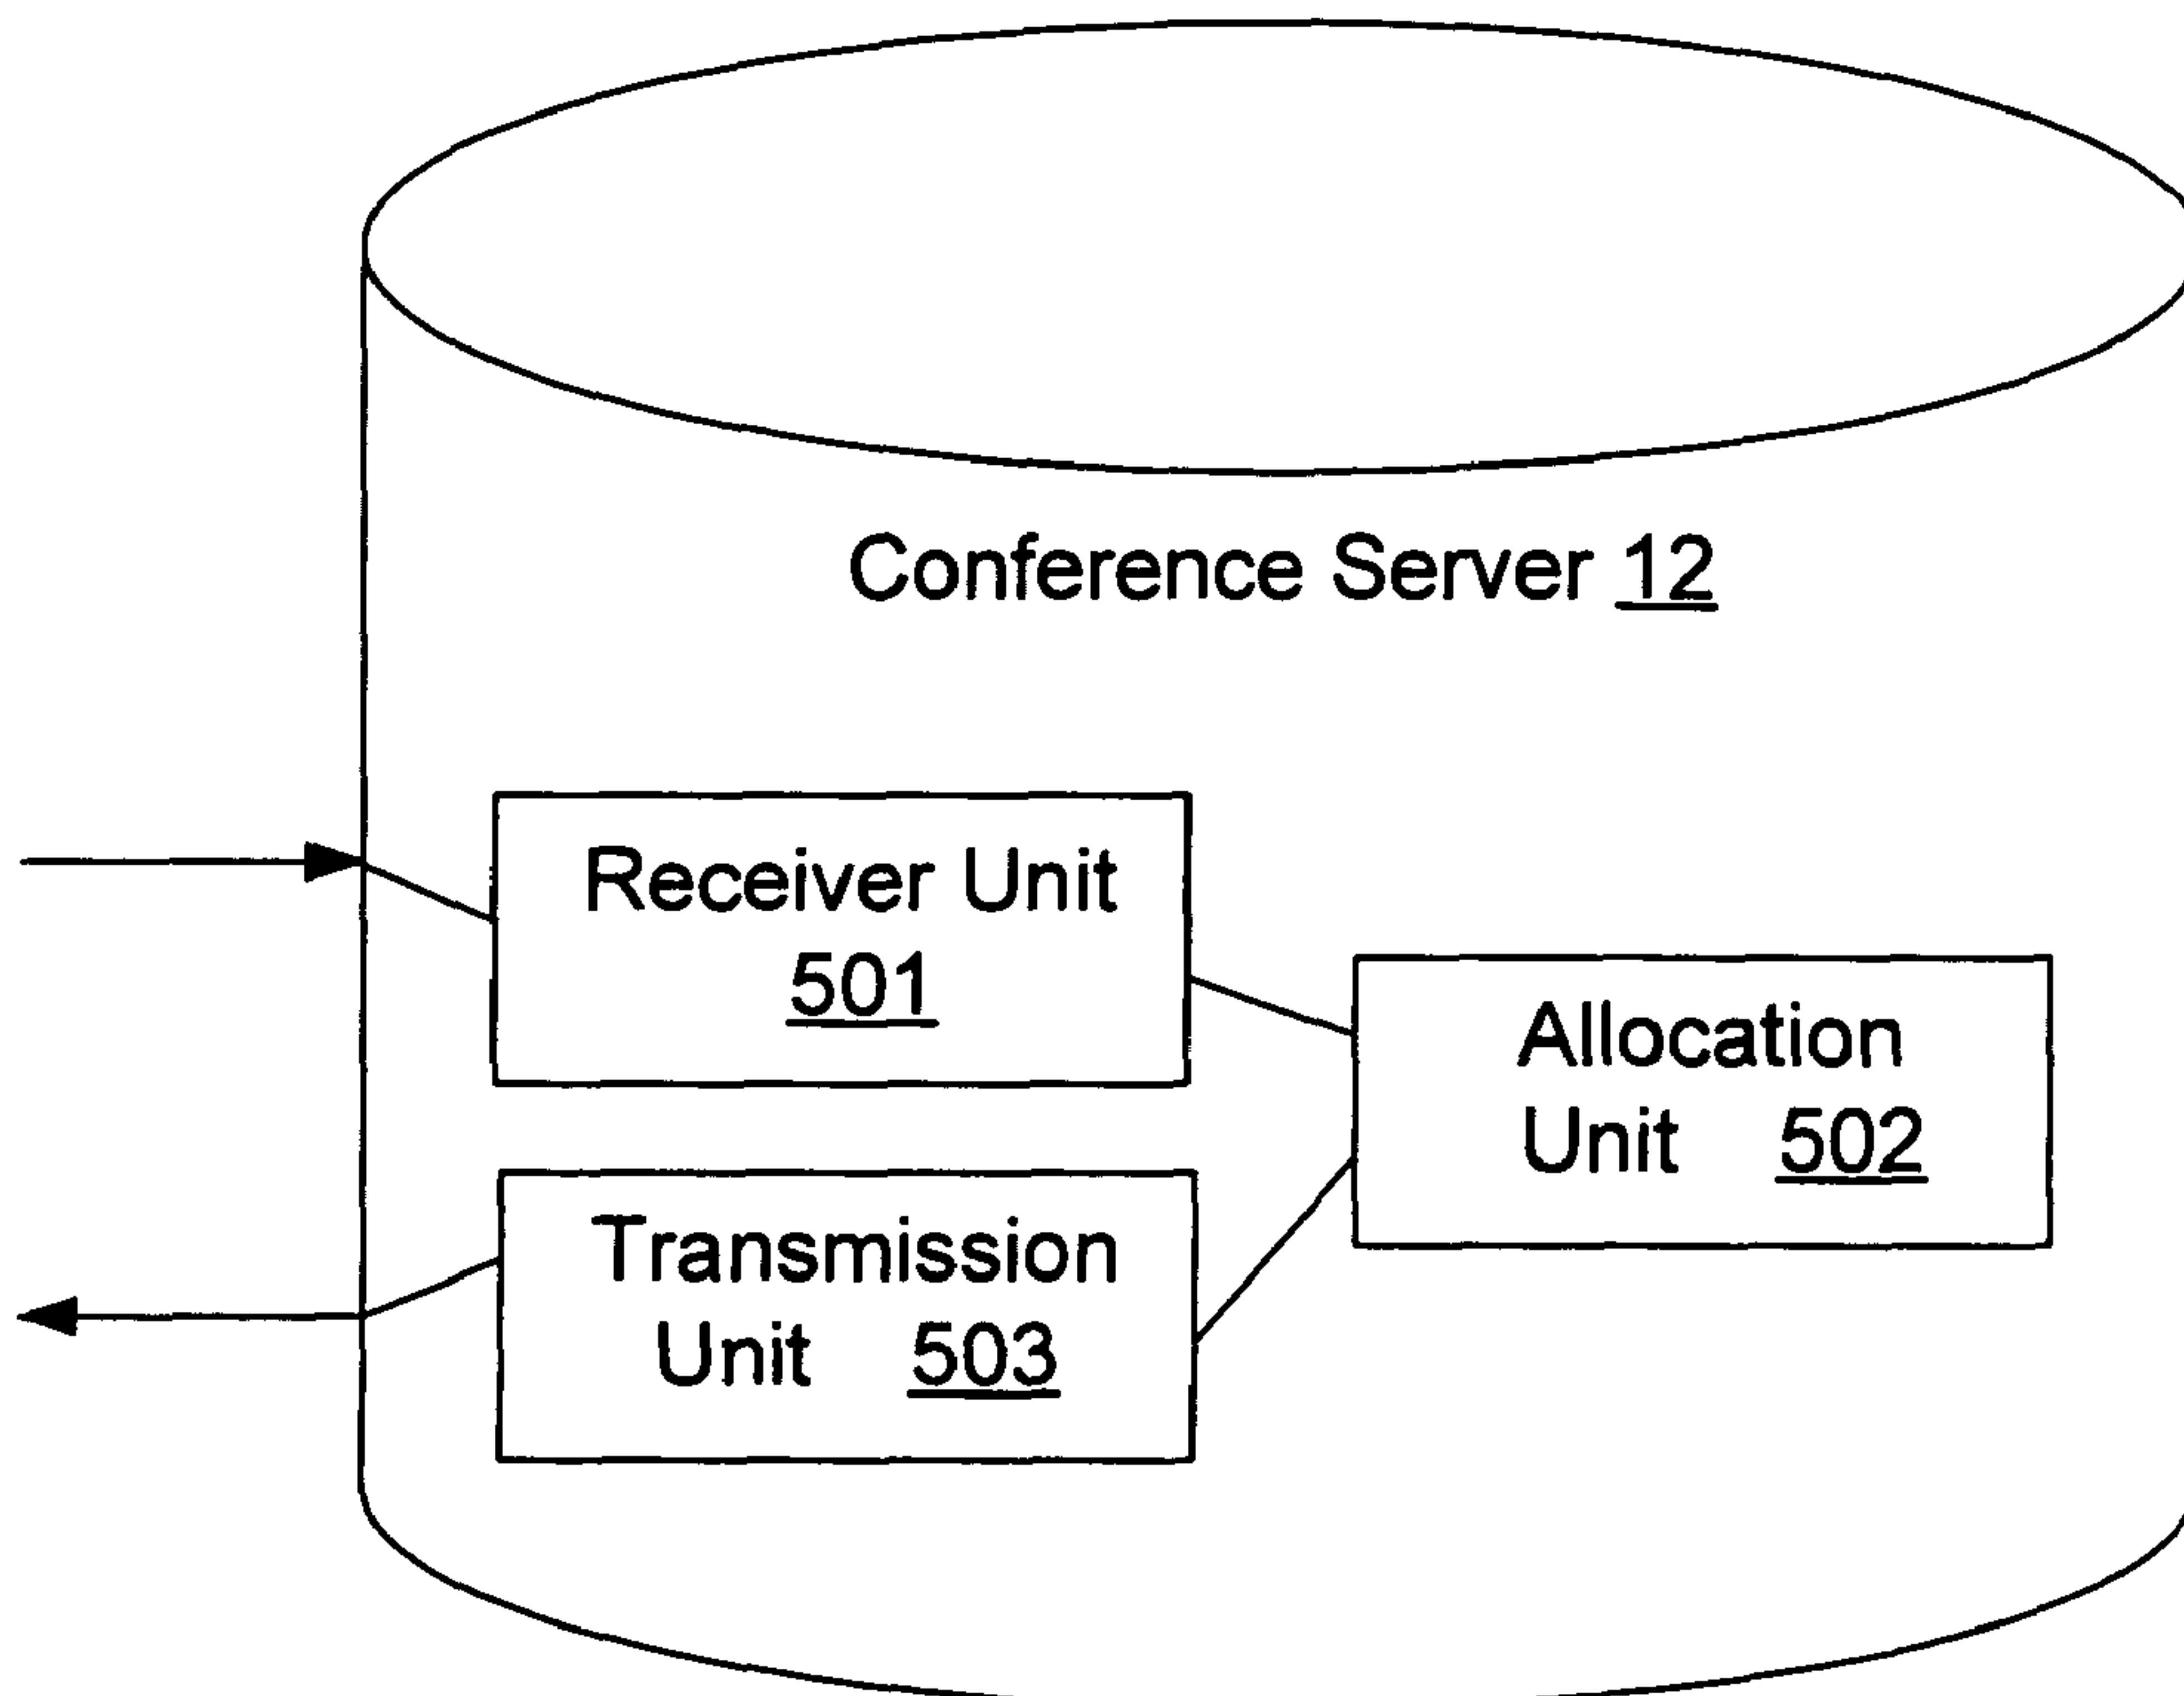 Conference Server 12
Receiver Unit
501
Allocation
Unit 502
Transmission
Unit 503